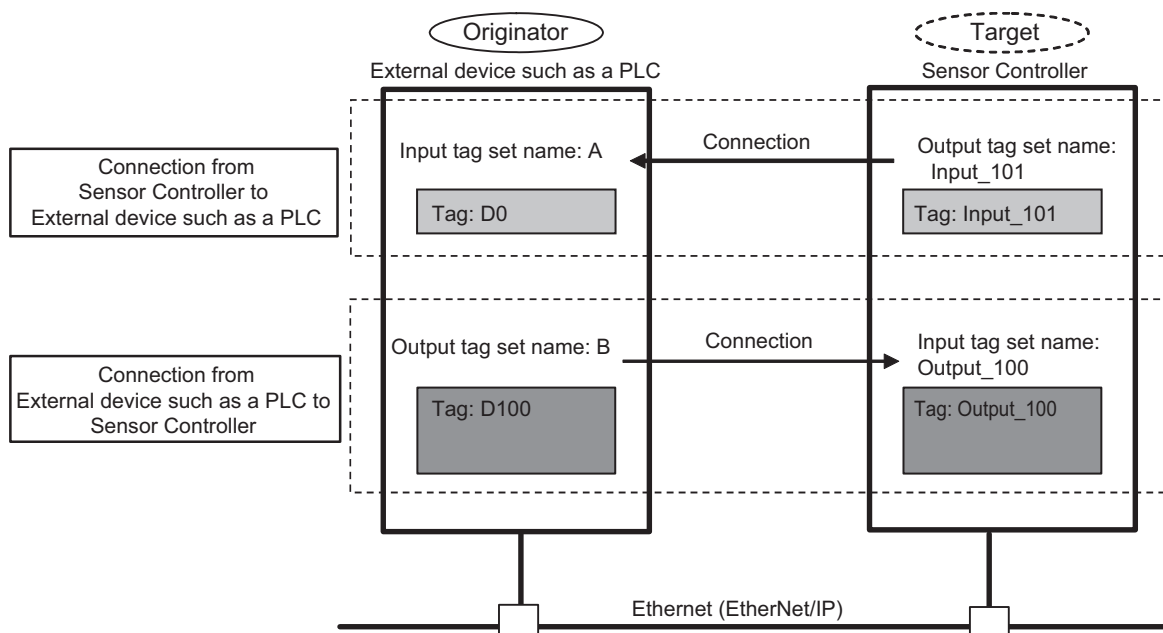 Originator
Target
External device such as a PLC
Sensor Controller
Connection from
Sensor Controller to
External device such as a PLC
Input tag set name: A
Connection
Output tag set name:
Input_101
Tag: D0
Tag: Input_101
Connection from
External device such as a PLC to
Sensor Controller
Output tag set name: B
Connection
Input tag set name:
Output_100
Tag: D100
Tag: Output_100
Ethernet (EtherNet/IP)